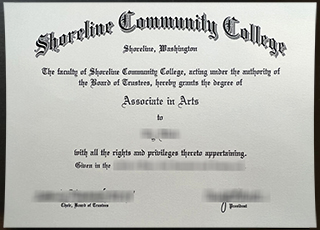 Shoreline Community College
Shoreline, Washington
The faculty of Shoreline Community College, acting under the authority of
the Board of Trustees, hereby grants the degree of
Associate in Arts
to
with all the rights and privileges thereto appertaining.
Given in the
Chair, Board of Trustees
President